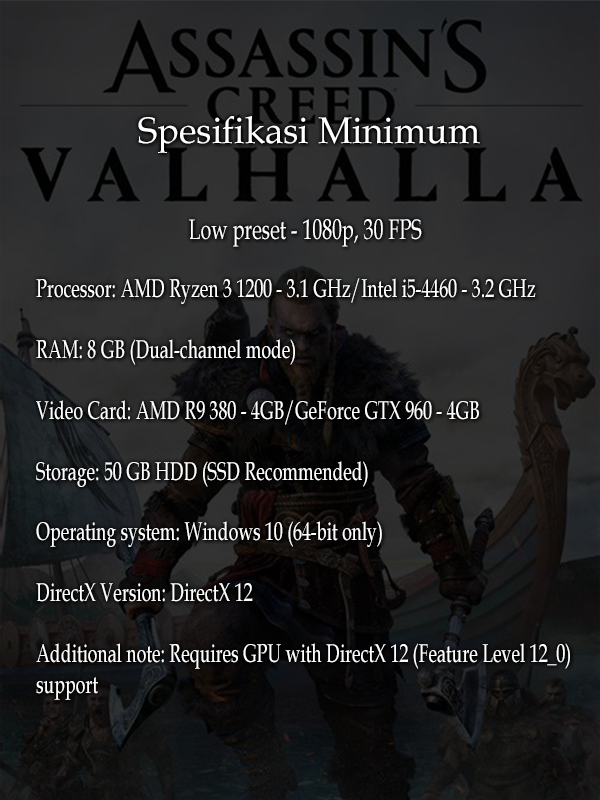 ASSASSIN'S
CREED
Spesifikasi Minimum
VALHALLA
Low preset - 1080p, 30 FPS
Processor: AMD Ryzen 3 1200 - 3.1 GHz/Intel i5-4460 - 3.2 GHz
RAM: 8 GB (Dual-channel mode)
Video Card: AMD R9 380 - 4GB/GeForce GTX 960 - 4GB
Storage: 50 GB HDD (SSD Recommended)
Operating system: Windows 10 (64-bit only)
DirectX Version: DirectX 12
Additional note: Requires GPU with DirectX 12 (Feature Level 12_0)
support